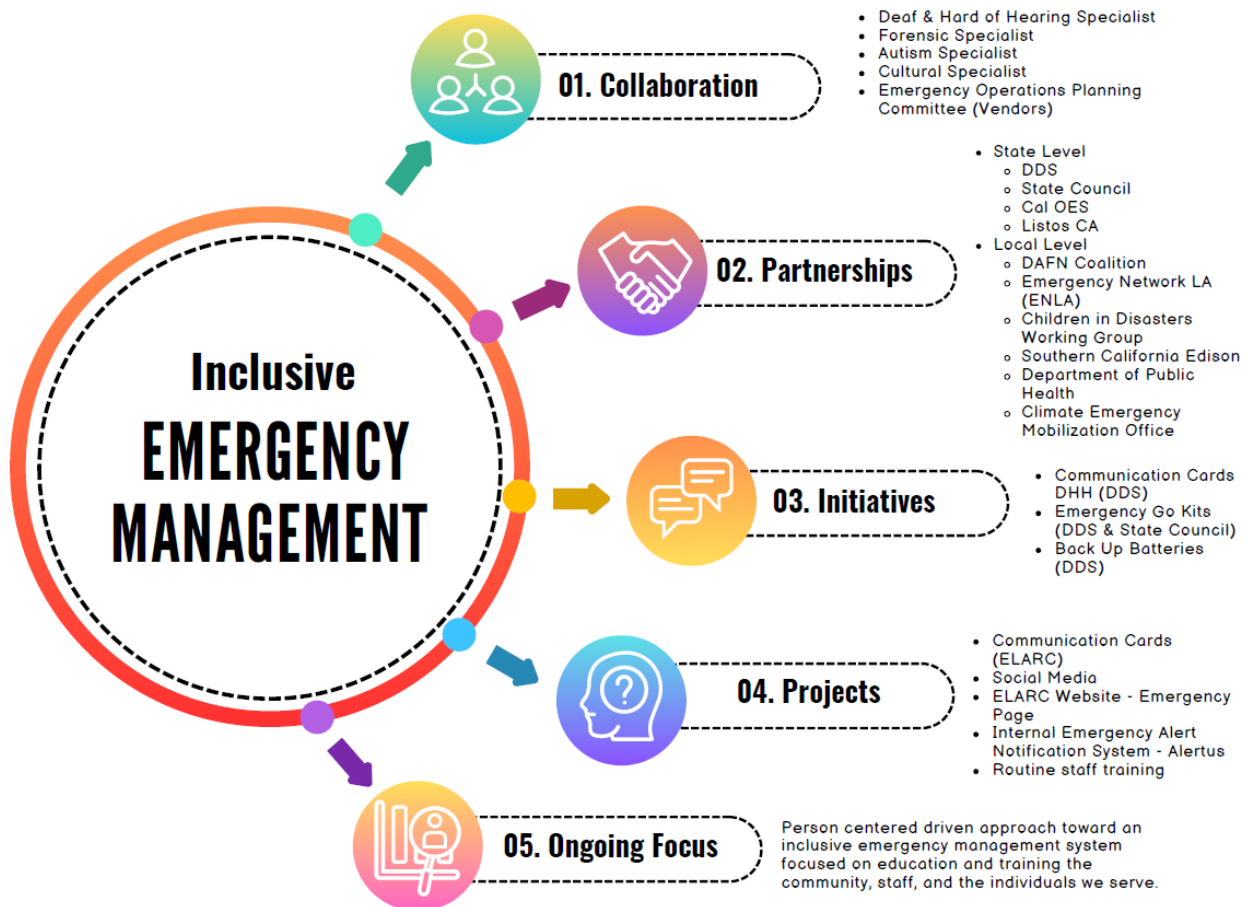 Inclusive
EMERGENCY
MANAGEMENT
01. Collaboration
• Deaf & Hard of Hearing Specialist
• Forensic Specialist
• Autism Specialist
• Cultural Specialist
• Emergency Operations Planning
Committee (Vendors)
02. Partnerships
• State Level
○ DDS
○ State Council
○ Cal OES
○ Listos CA
• Local Level
○ DAFN Coalition
○ Emergency Network LA
(ENLA)
○ Children in Disasters
Working Group
○ Southern California Edison
○ Department of Public
Health
○ Climate Emergency
Mobilization Office
03. Initiatives
• Communication Cards
DHH (DDS)
• Emergency Go Kits
(DDS & State Council)
• Back Up Batteries
(DDS)
04. Projects
• Communication Cards
(ELARC)
• Social Media
• ELARC Website - Emergency
Page
• Internal Emergency Alert
Notification System - Alertus
• Routine staff training
05. Ongoing Focus
Person centered driven approach toward an
inclusive emergency management system
focused on education and training the
community, staff, and the individuals we serve.
?